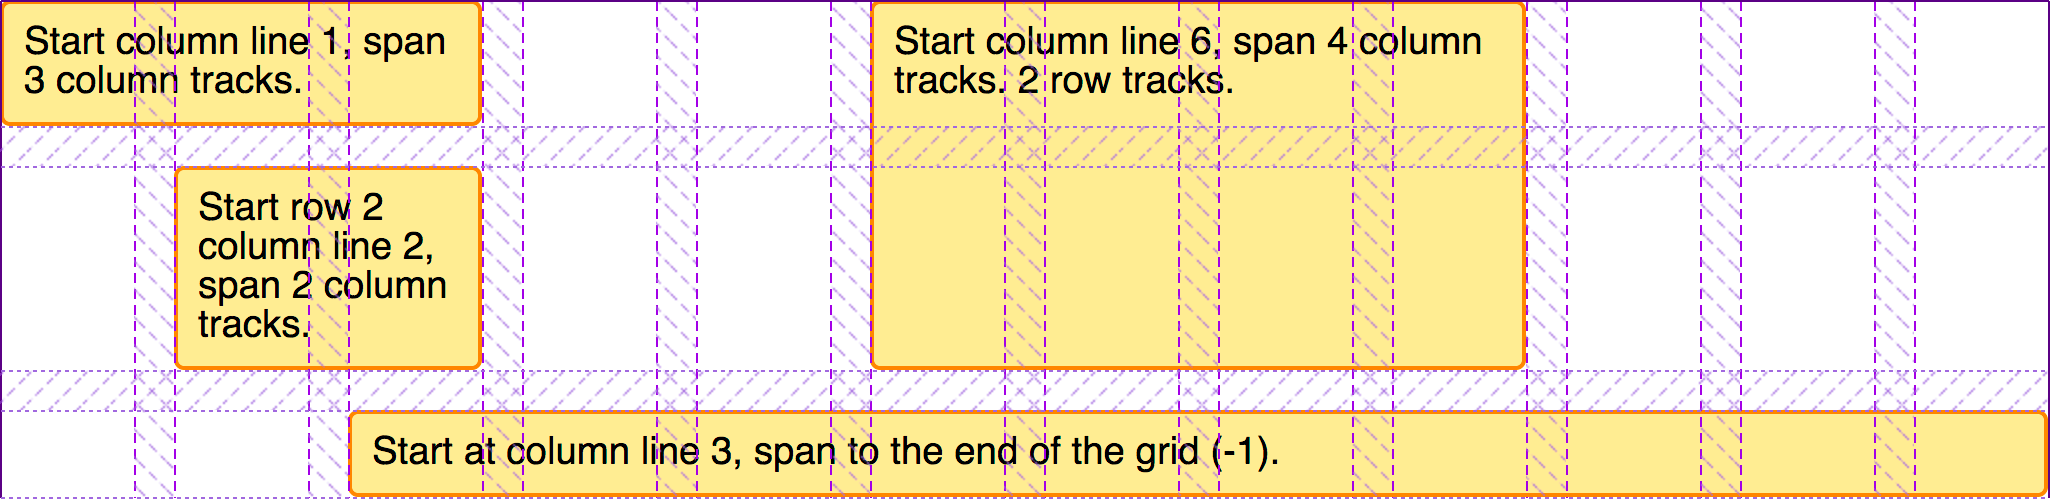 Start column line 1, span
3 column tracks.
Start column line 6, span 4 column
tracks. 2 row tracks.
Start row 2
column line 2,
span 2 column
tracks.
Start at column line 3, span to the end of the grid (-1).